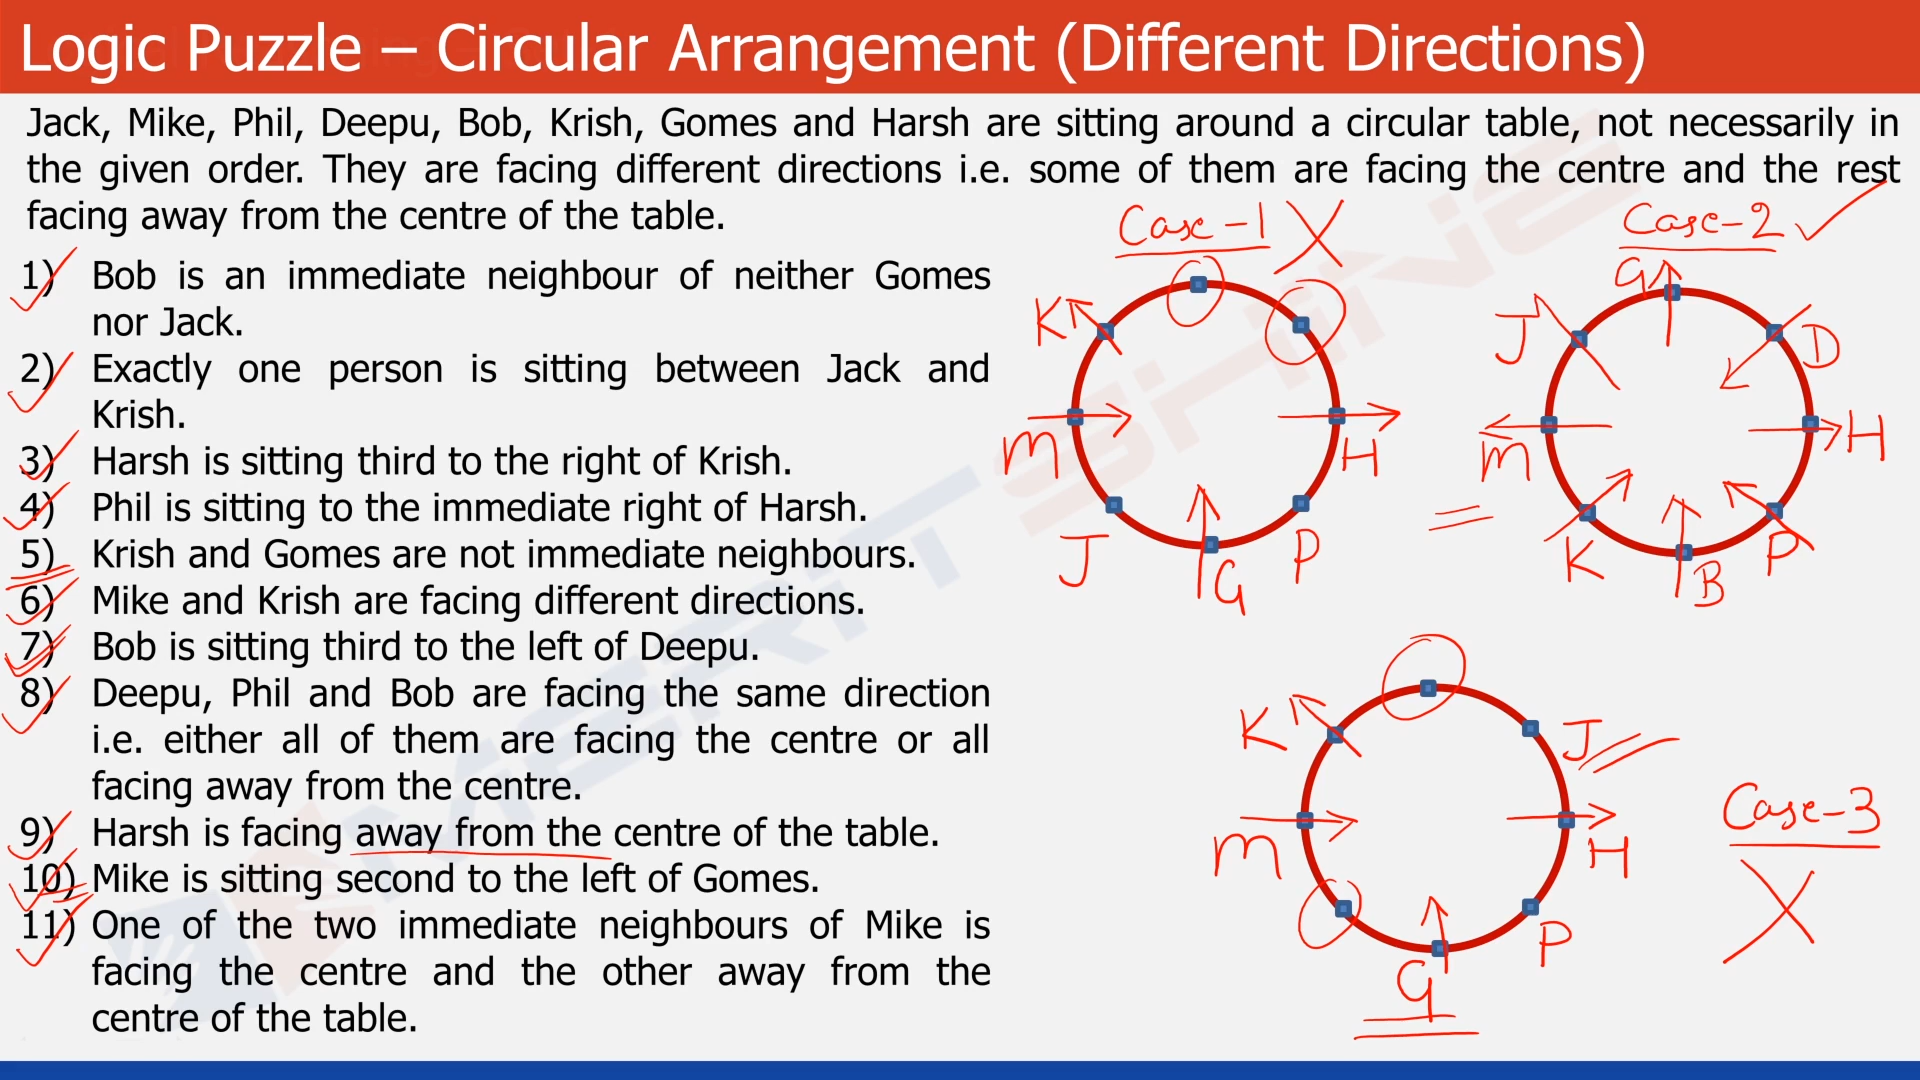 Logic Puzzle – Circular Arrangement (Different Directions)
Jack, Mike, Phil, Deepu, Bob, Krish, Gomes and Harsh are sitting around a circular table, not necessarily in
the given order. They are facing different directions i.e. some of them are facing the centre and the rest
facing away from the centre of the table.
1) Bob is an immediate neighbour of neither Gomes
nor Jack.
2) Exactly one person is sitting between Jack and
Krish.
3) Harsh is sitting third to the right of Krish.
4) Phil is sitting to the immediate right of Harsh.
5) Krish and Gomes are not immediate neighbours.
6) Mike and Krish are facing different directions.
7) Bob is sitting third to the left of Deepu.
8) Deepu, Phil and Bob are facing the same direction
i.e. either all of them are facing the centre or all
facing away from the centre.
9) Harsh is facing away from the centre of the table.
10) Mike is sitting second to the left of Gomes.
11) One of the two immediate neighbours of Mike is
facing the centre and the other away from the
centre of the table.
Case-1
K
M
H
J
G
P
Case-2
G
J
D
M
H
K
B
P
Case-3
K
J
M
H
G
P
MERITSHINE